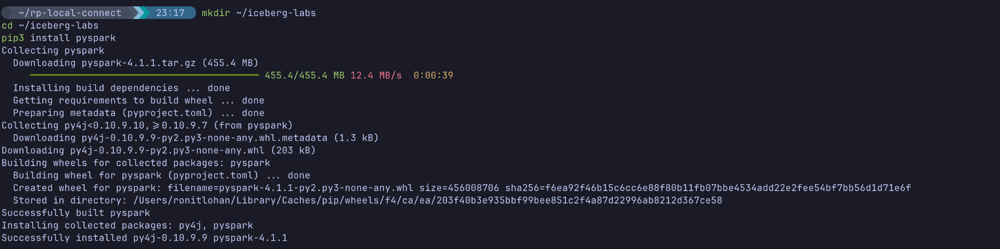 ~/rp-local-connect 23:17 mkdir ~/iceberg-labs
cd ~/iceberg-labs
pip3 install pyspark
Collecting pyspark
  Downloading pyspark-4.1.1.tar.gz (455.4 MB)
     ━━━━━━━━━━━━━━━━━━━━━━━━━━━━━━━━━━━━━━━━ 455.4/455.4 MB 12.4 MB/s  0:00:39
  Installing build dependencies ... done
  Getting requirements to build wheel ... done
  Preparing metadata (pyproject.toml) ... done
Collecting py4j<0.10.9.10,>=0.10.9.7 (from pyspark)
  Downloading py4j-0.10.9.9-py2.py3-none-any.whl.metadata (1.3 kB)
Downloading py4j-0.10.9.9-py2.py3-none-any.whl (203 kB)
Building wheels for collected packages: pyspark
  Building wheel for pyspark (pyproject.toml) ... done
  Created wheel for pyspark: filename=pyspark-4.1.1-py2.py3-none-any.whl size=456008706 sha256=f6ea92f46b15c6cc6e88f80b11fb07bbe4534add22e2fee54bf7bb56d1d71e6f
  Stored in directory: /Users/ronitlohan/Library/Caches/pip/wheels/f4/ca/ea/203f40b3e935bbf99bee851c2f4a87d22996ab8212d367ce58
Successfully built pyspark
Installing collected packages: py4j, pyspark
Successfully installed py4j-0.10.9.9 pyspark-4.1.1